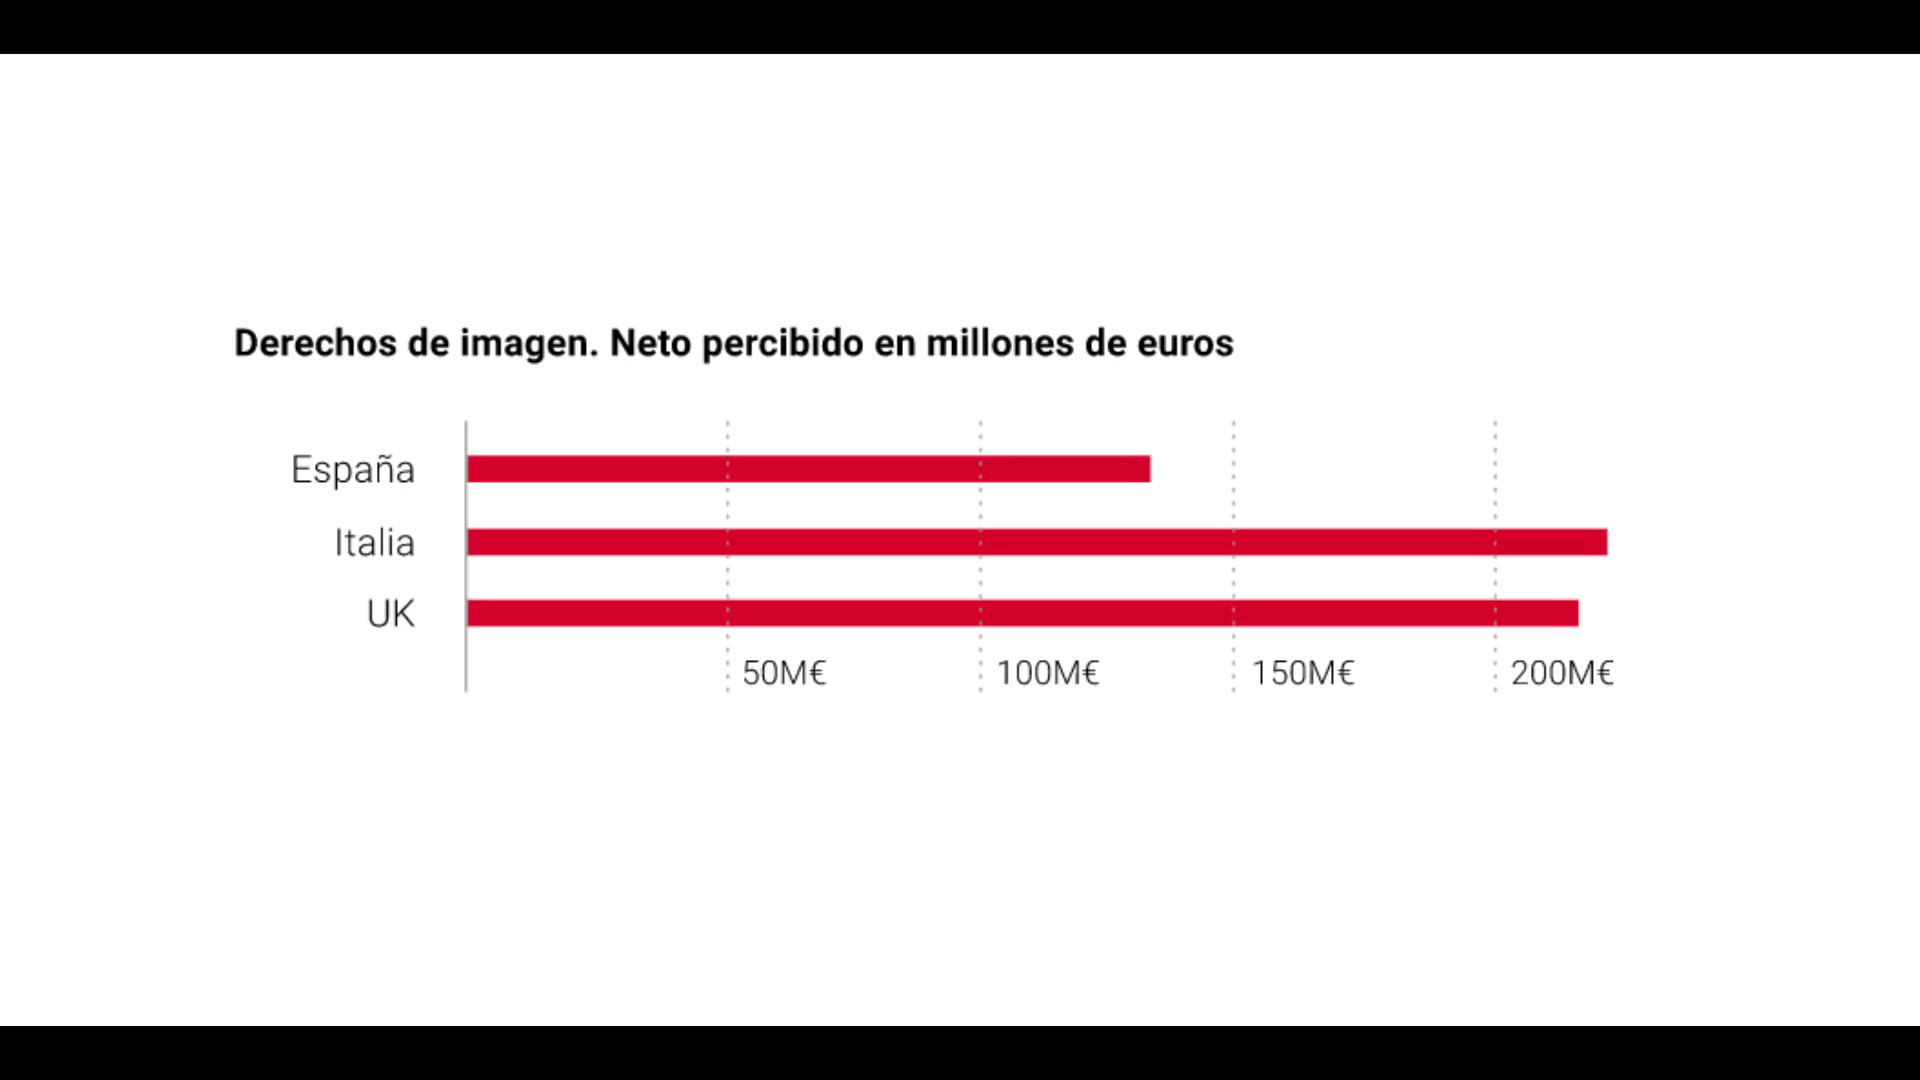 Derechos de imagen. Neto percibido en millones de euros
España
Italia
UK
50M€ 100M€ 150M€ 200M€